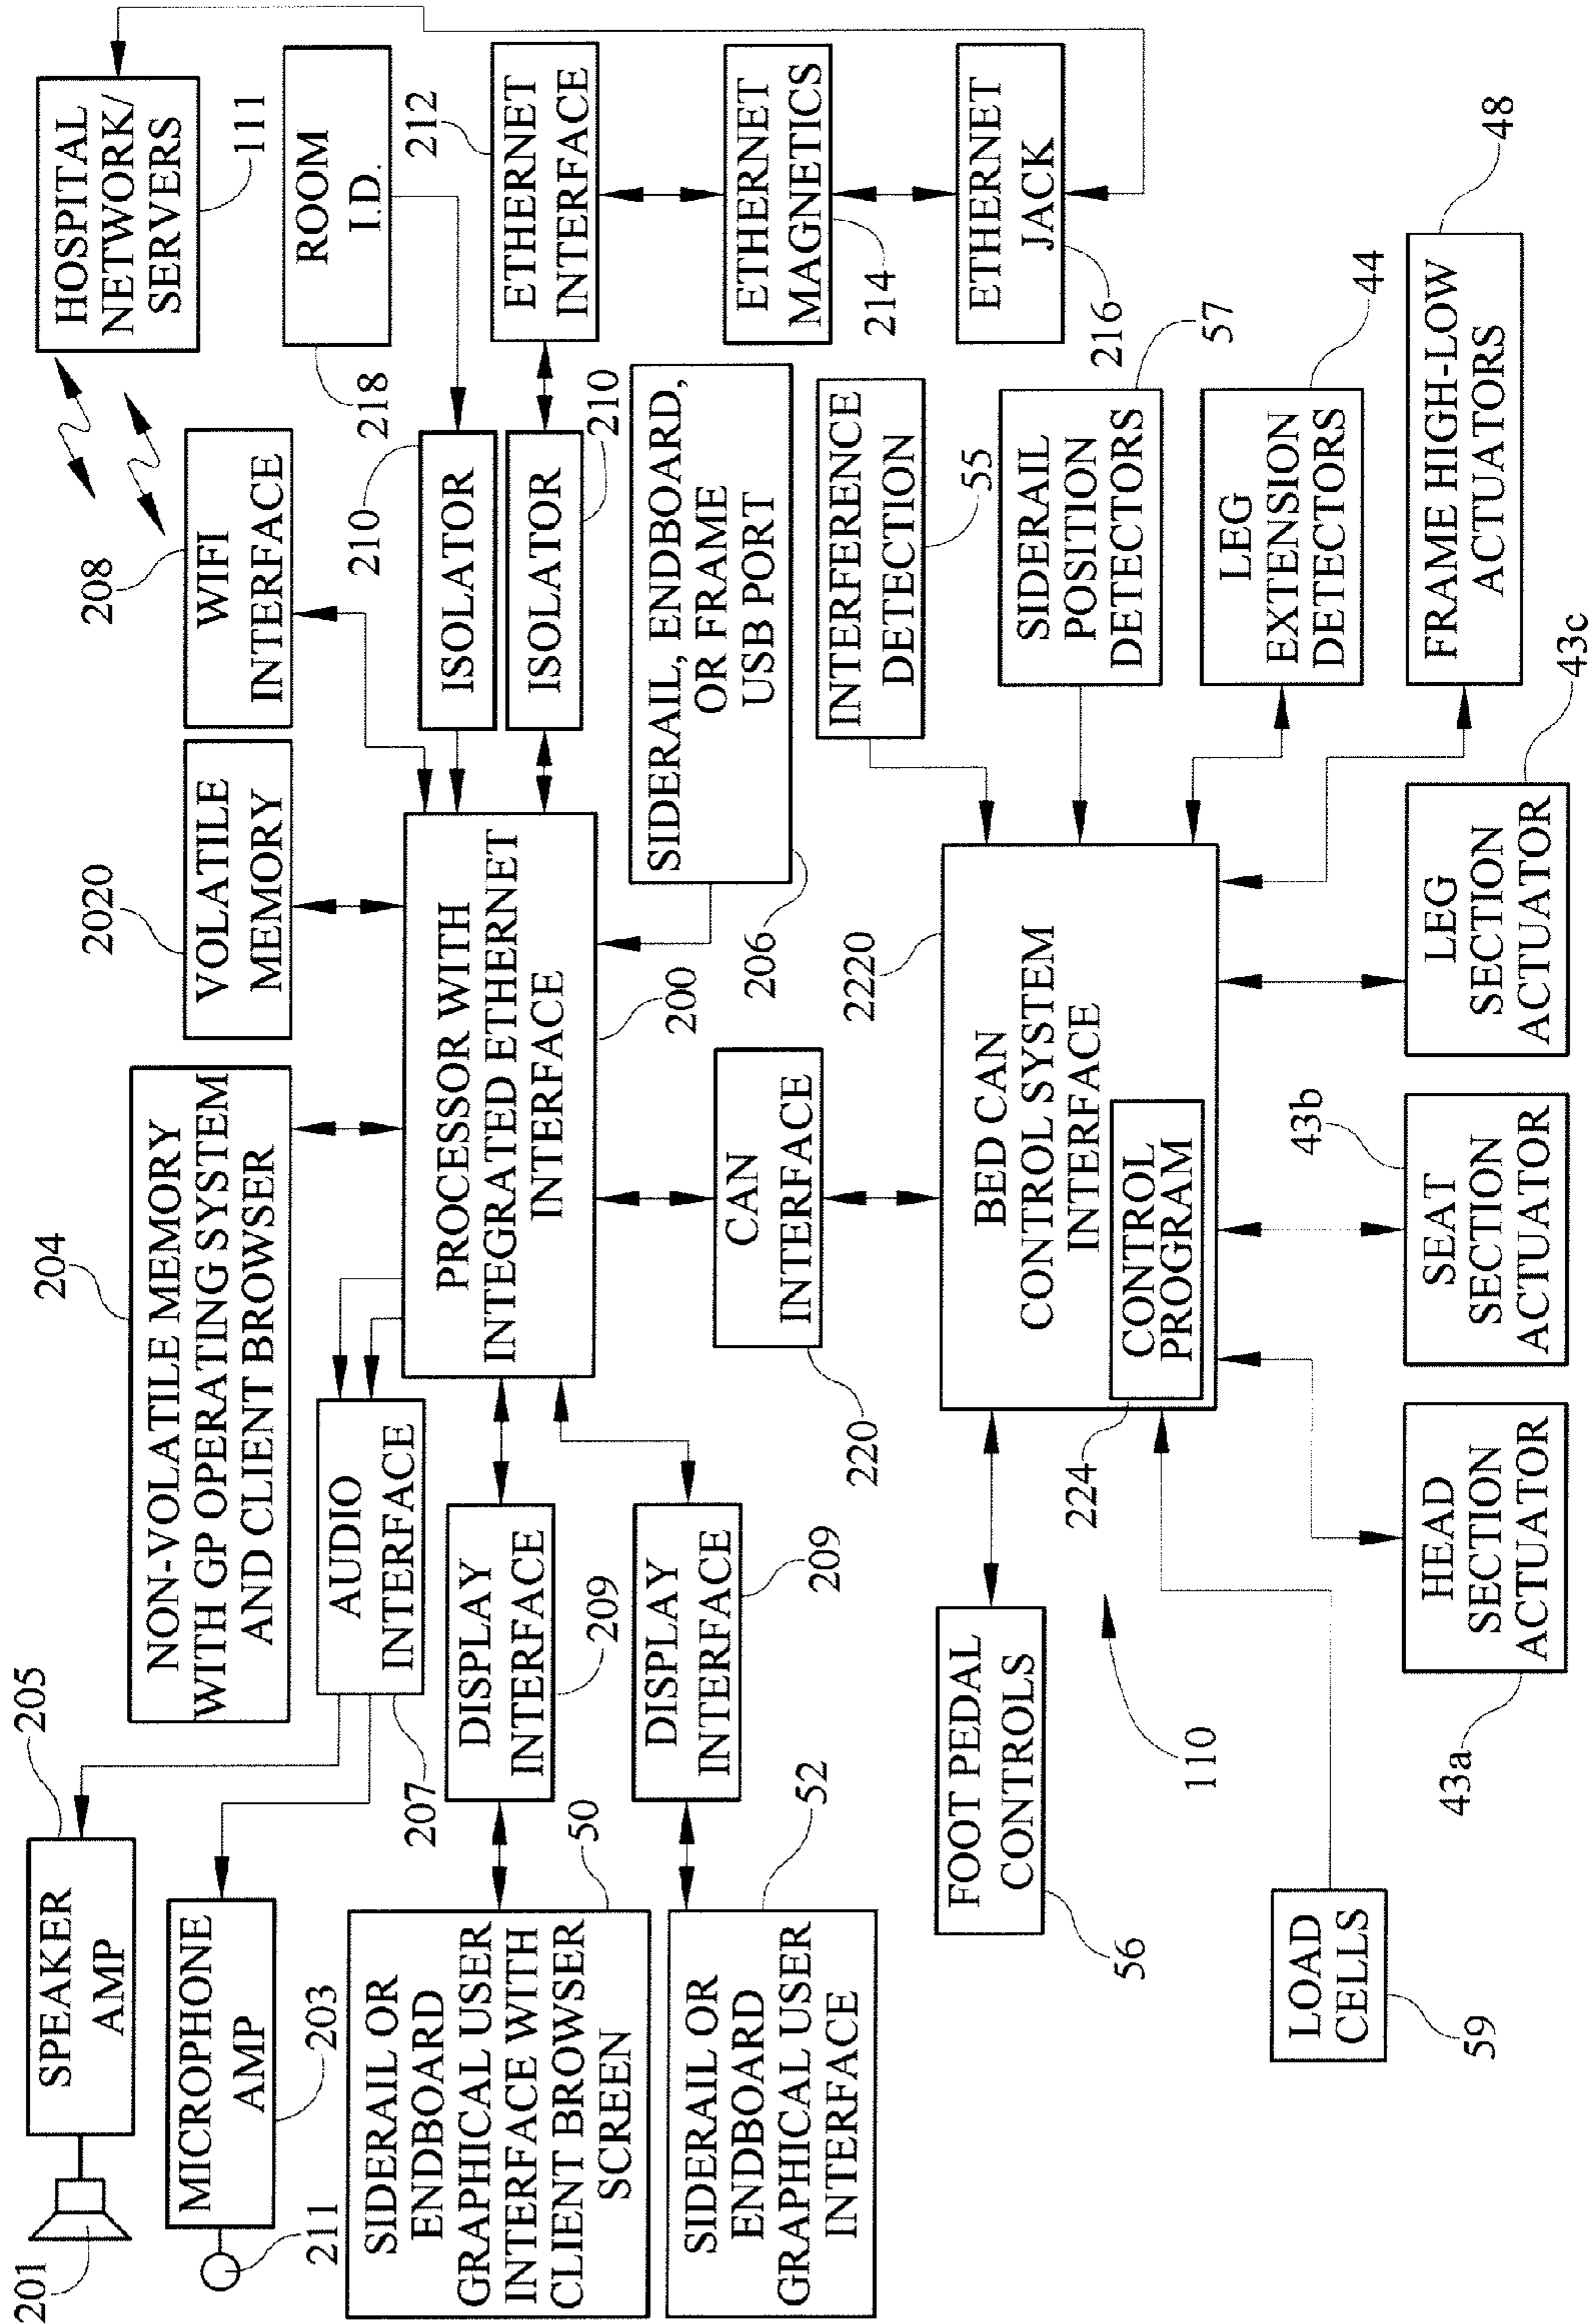 201
SPEAKER
AMP
205
211
MICROPHONE
AMP
203
NON-VOLATILE MEMORY
WITH GP OPERATING SYSTEM
AND CLIENT BROWSER
204
VOLATILE
MEMORY
2020
WIFI
INTERFACE
208
HOSPITAL
NETWORK/
SERVERS
111
ROOM
I.D.
218
AUDIO
INTERFACE
207
ISOLATOR
210
ISOLATOR
210
ETHERNET
INTERFACE
212
SIDERAIL OR
ENDBOARD
GRAPHICAL USER
INTERFACE WITH
CLIENT BROWSER
SCREEN
50
DISPLAY
INTERFACE
209
PROCESSOR WITH
INTEGRATED ETHERNET
INTERFACE
200
SIDERAIL, ENDBOARD,
OR FRAME
USB PORT
206
ETHERNET
MAGNETICS
214
SIDERAIL OR
ENDBOARD
GRAPHICAL USER
INTERFACE
52
DISPLAY
INTERFACE
209
CAN
INTERFACE
220
INTERFERENCE
DETECTION
55
ETHERNET
JACK
216
FOOT PEDAL
CONTROLS
56
BED CAN
CONTROL SYSTEM
INTERFACE
2220
CONTROL
PROGRAM
224
SIDERAIL
POSITION
DETECTORS
57
110
LEG
EXTENSION
DETECTORS
44
LOAD
CELLS
59
HEAD
SECTION
ACTUATOR
43a
SEAT
SECTION
ACTUATOR
43b
LEG
SECTION
ACTUATOR
43c
FRAME HIGH-LOW
ACTUATORS
48